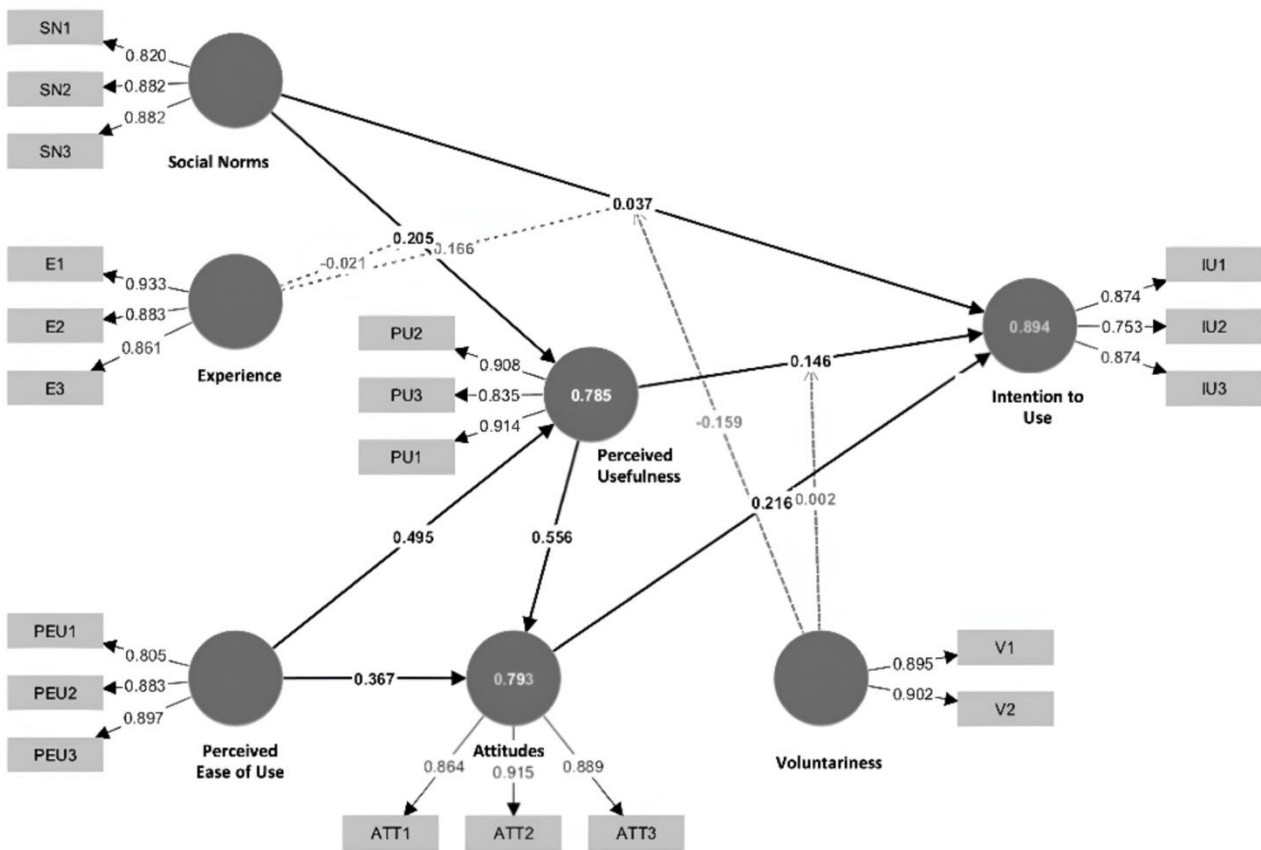 SN1
0.820
SN2
0.882
SN3
0.882
Social Norms
0.037
0.205
0.166
-0.021
E1
0.933
E2
0.883
E3
0.861
Experience
IU1
0.874
IU2
0.753
IU3
0.874
0.894
Intention to
Use
PU2
0.908
PU3
0.835
PU1
0.914
0.785
Perceived
Usefulness
0.146
-0.159
0.216
0.002
0.495
0.556
PEU1
0.805
PEU2
0.883
PEU3
0.897
Perceived
Ease of Use
0.367
0.793
Attitudes
0.864
0.915
0.889
ATT1
ATT2
ATT3
V1
0.895
V2
0.902
Voluntariness